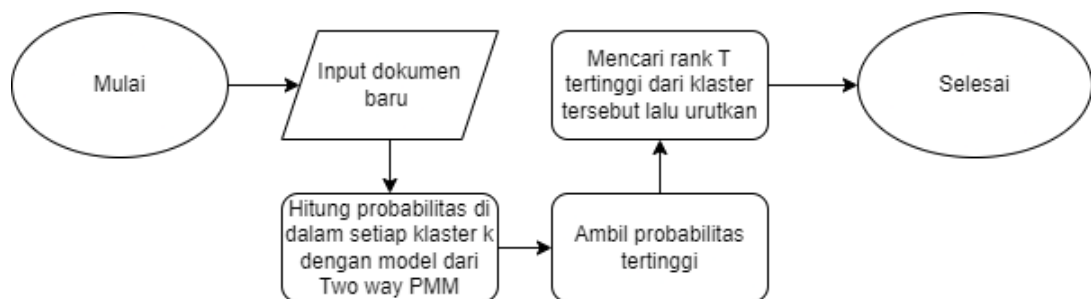 Mulai
Input dokumen
baru
Hitung probabilitas di
dalam setiap klaster k
dengan model dari
Two way PMM
Ambil probabilitas
tertinggi
Mencari rank T
tertinggi dari klaster
tersebut lalu urutkan
Selesai